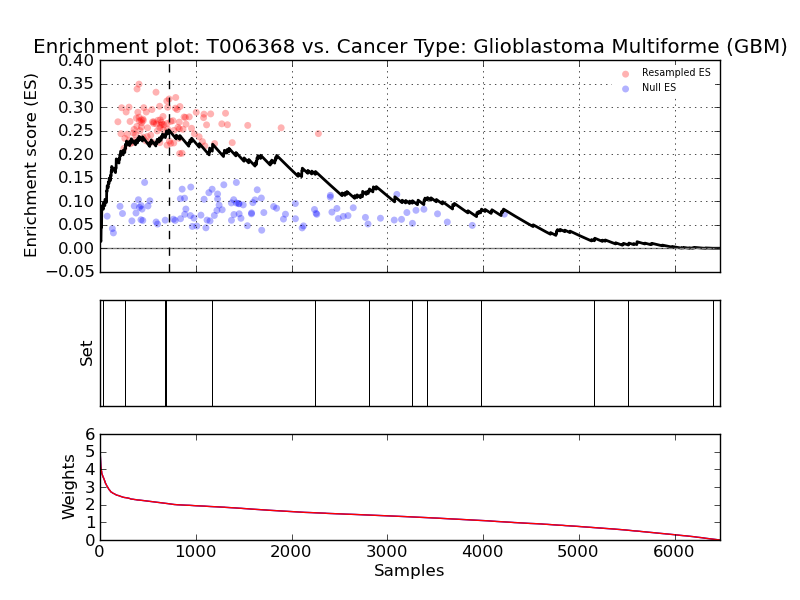 Enrichment plot: T006368 vs. Cancer Type: Glioblastoma Multiforme (GBM)
Enrichment score (ES)
0.40
0.35
0.30
0.25
0.20
0.15
0.10
0.05
0.00
−0.05
Resampled ES
Null ES
Set
Weights
6
5
4
3
2
1
0
0 1000 2000 3000 4000 5000 6000
Samples